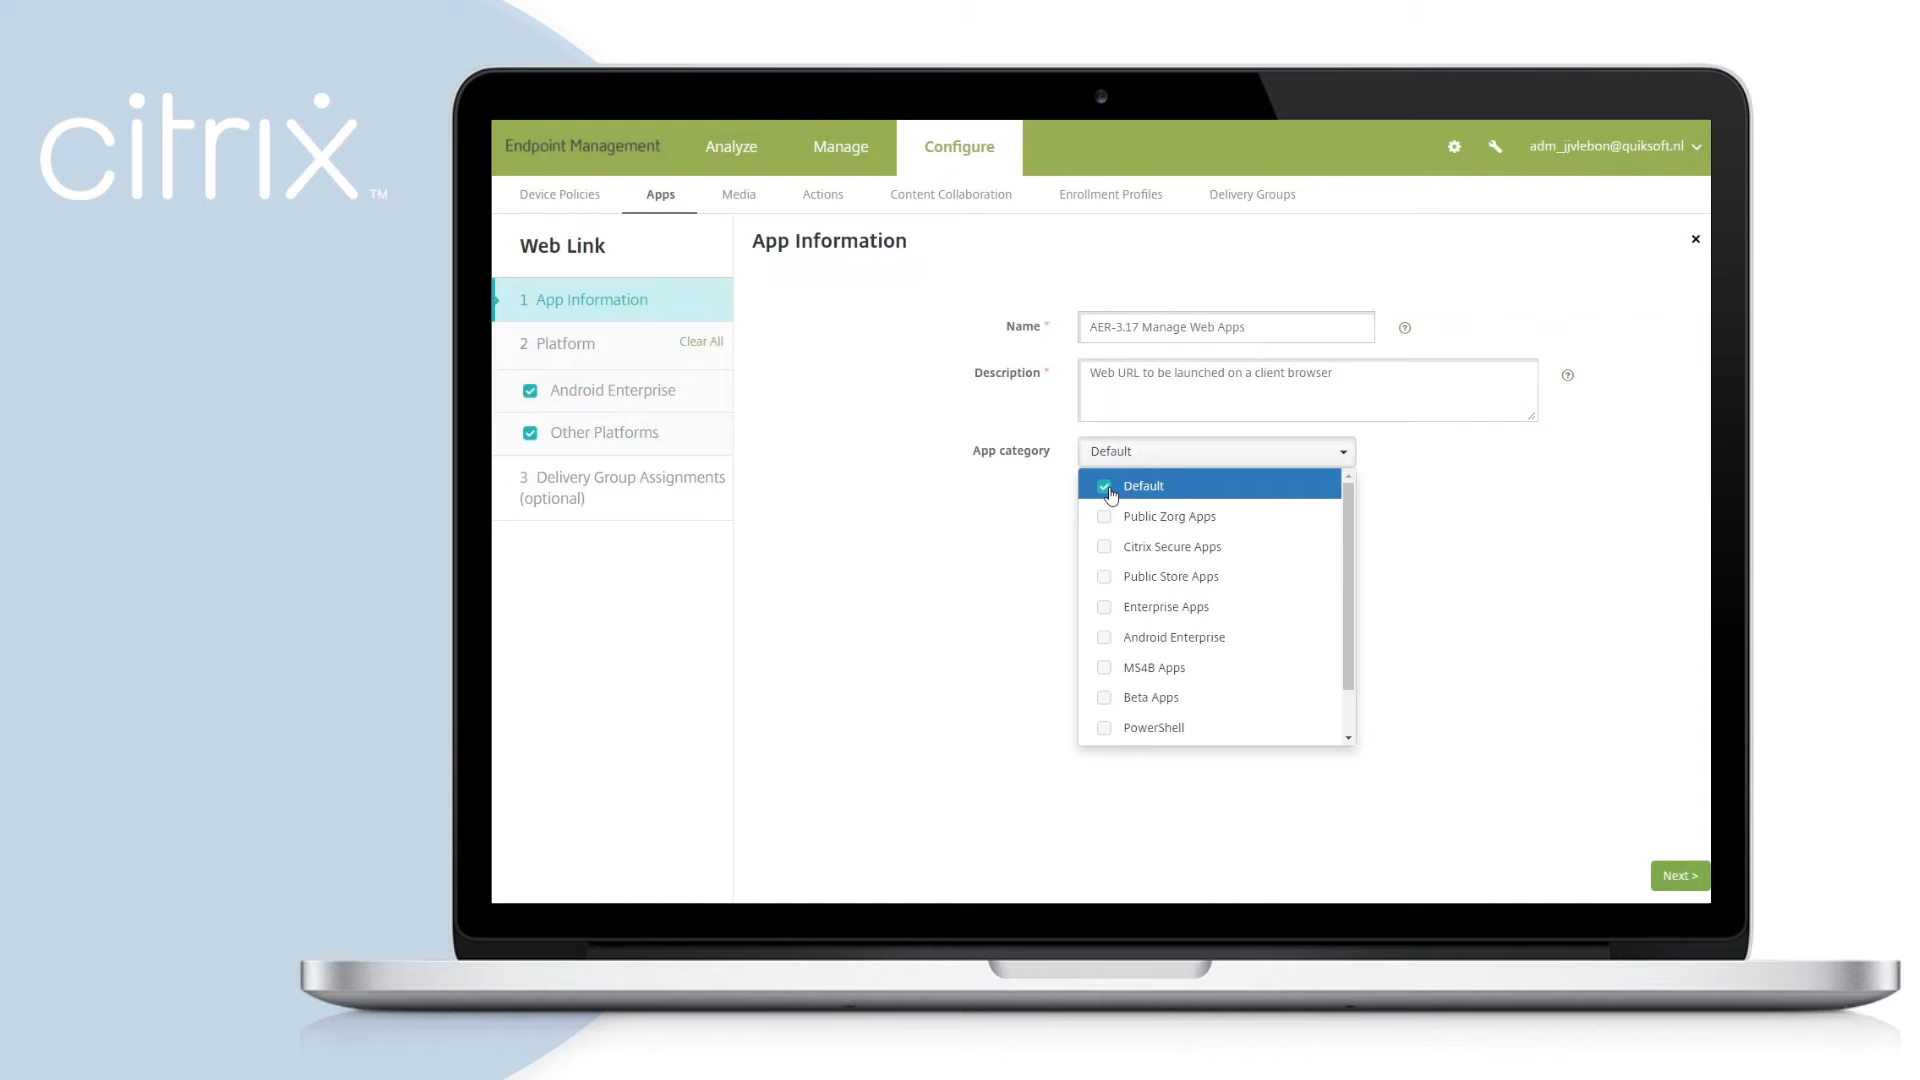 citrix™
Endpoint Management
Analyze
Manage
Configure
adm_jjvlebon@quiksoft.nl
Device Policies
Apps
Media
Actions
Content Collaboration
Enrollment Profiles
Delivery Groups
Web Link
1 App Information
2 Platform
Clear All
Android Enterprise
Other Platforms
3 Delivery Group Assignments
(optional)
App Information
×
Name *
AER-3.17 Manage Web Apps
?
Description *
Web URL to be launched on a client browser
?
App category
Default
Default
Public Zorg Apps
Citrix Secure Apps
Public Store Apps
Enterprise Apps
Android Enterprise
MS4B Apps
Beta Apps
PowerShell
Next >